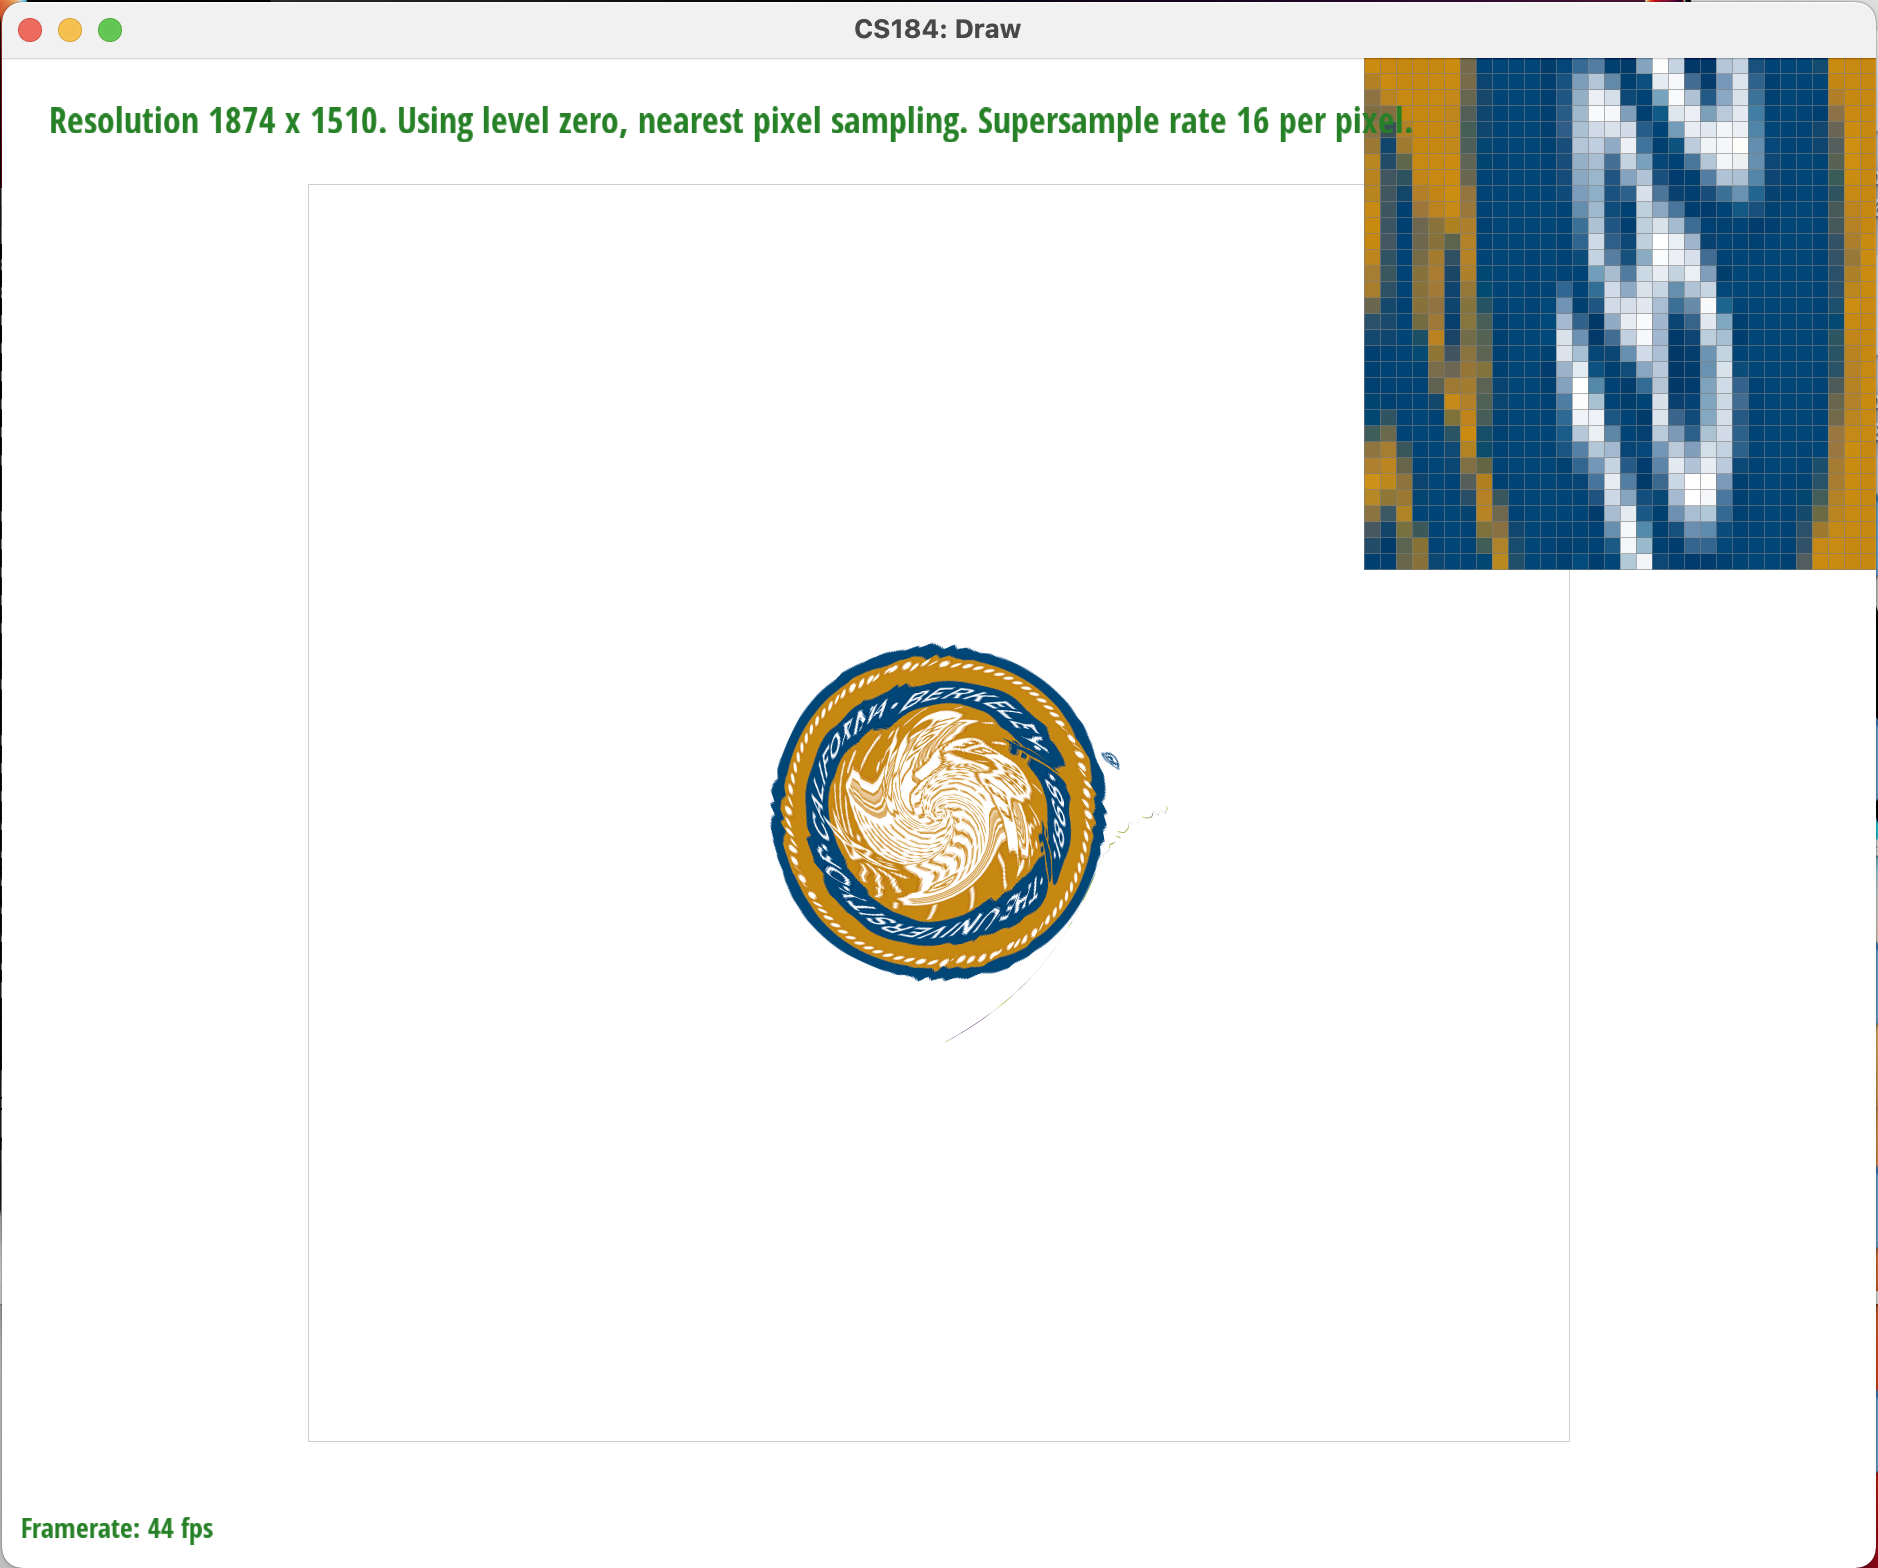 CS184: Draw
Resolution 1874 x 1510. Using level zero, nearest pixel sampling. Supersample rate 16 per pixel.
THE UNIVERSITY OF CALIFORNIA · BERKELEY ·
Framerate: 44 fps